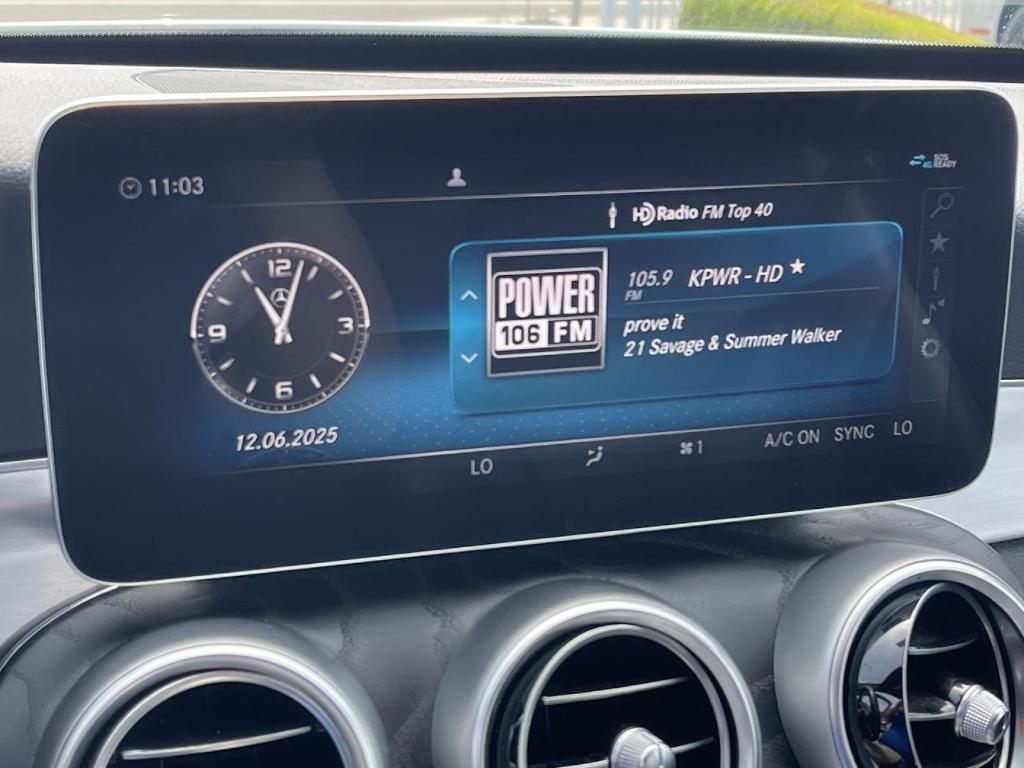 11:03
4G SOS READY
HD Radio FM Top 40
12
3
6
9
POWER
106 FM
105.9 KPWR - HD
FM
prove it
21 Savage & Summer Walker
12.06.2025
LO
1
A/C ON SYNC LO